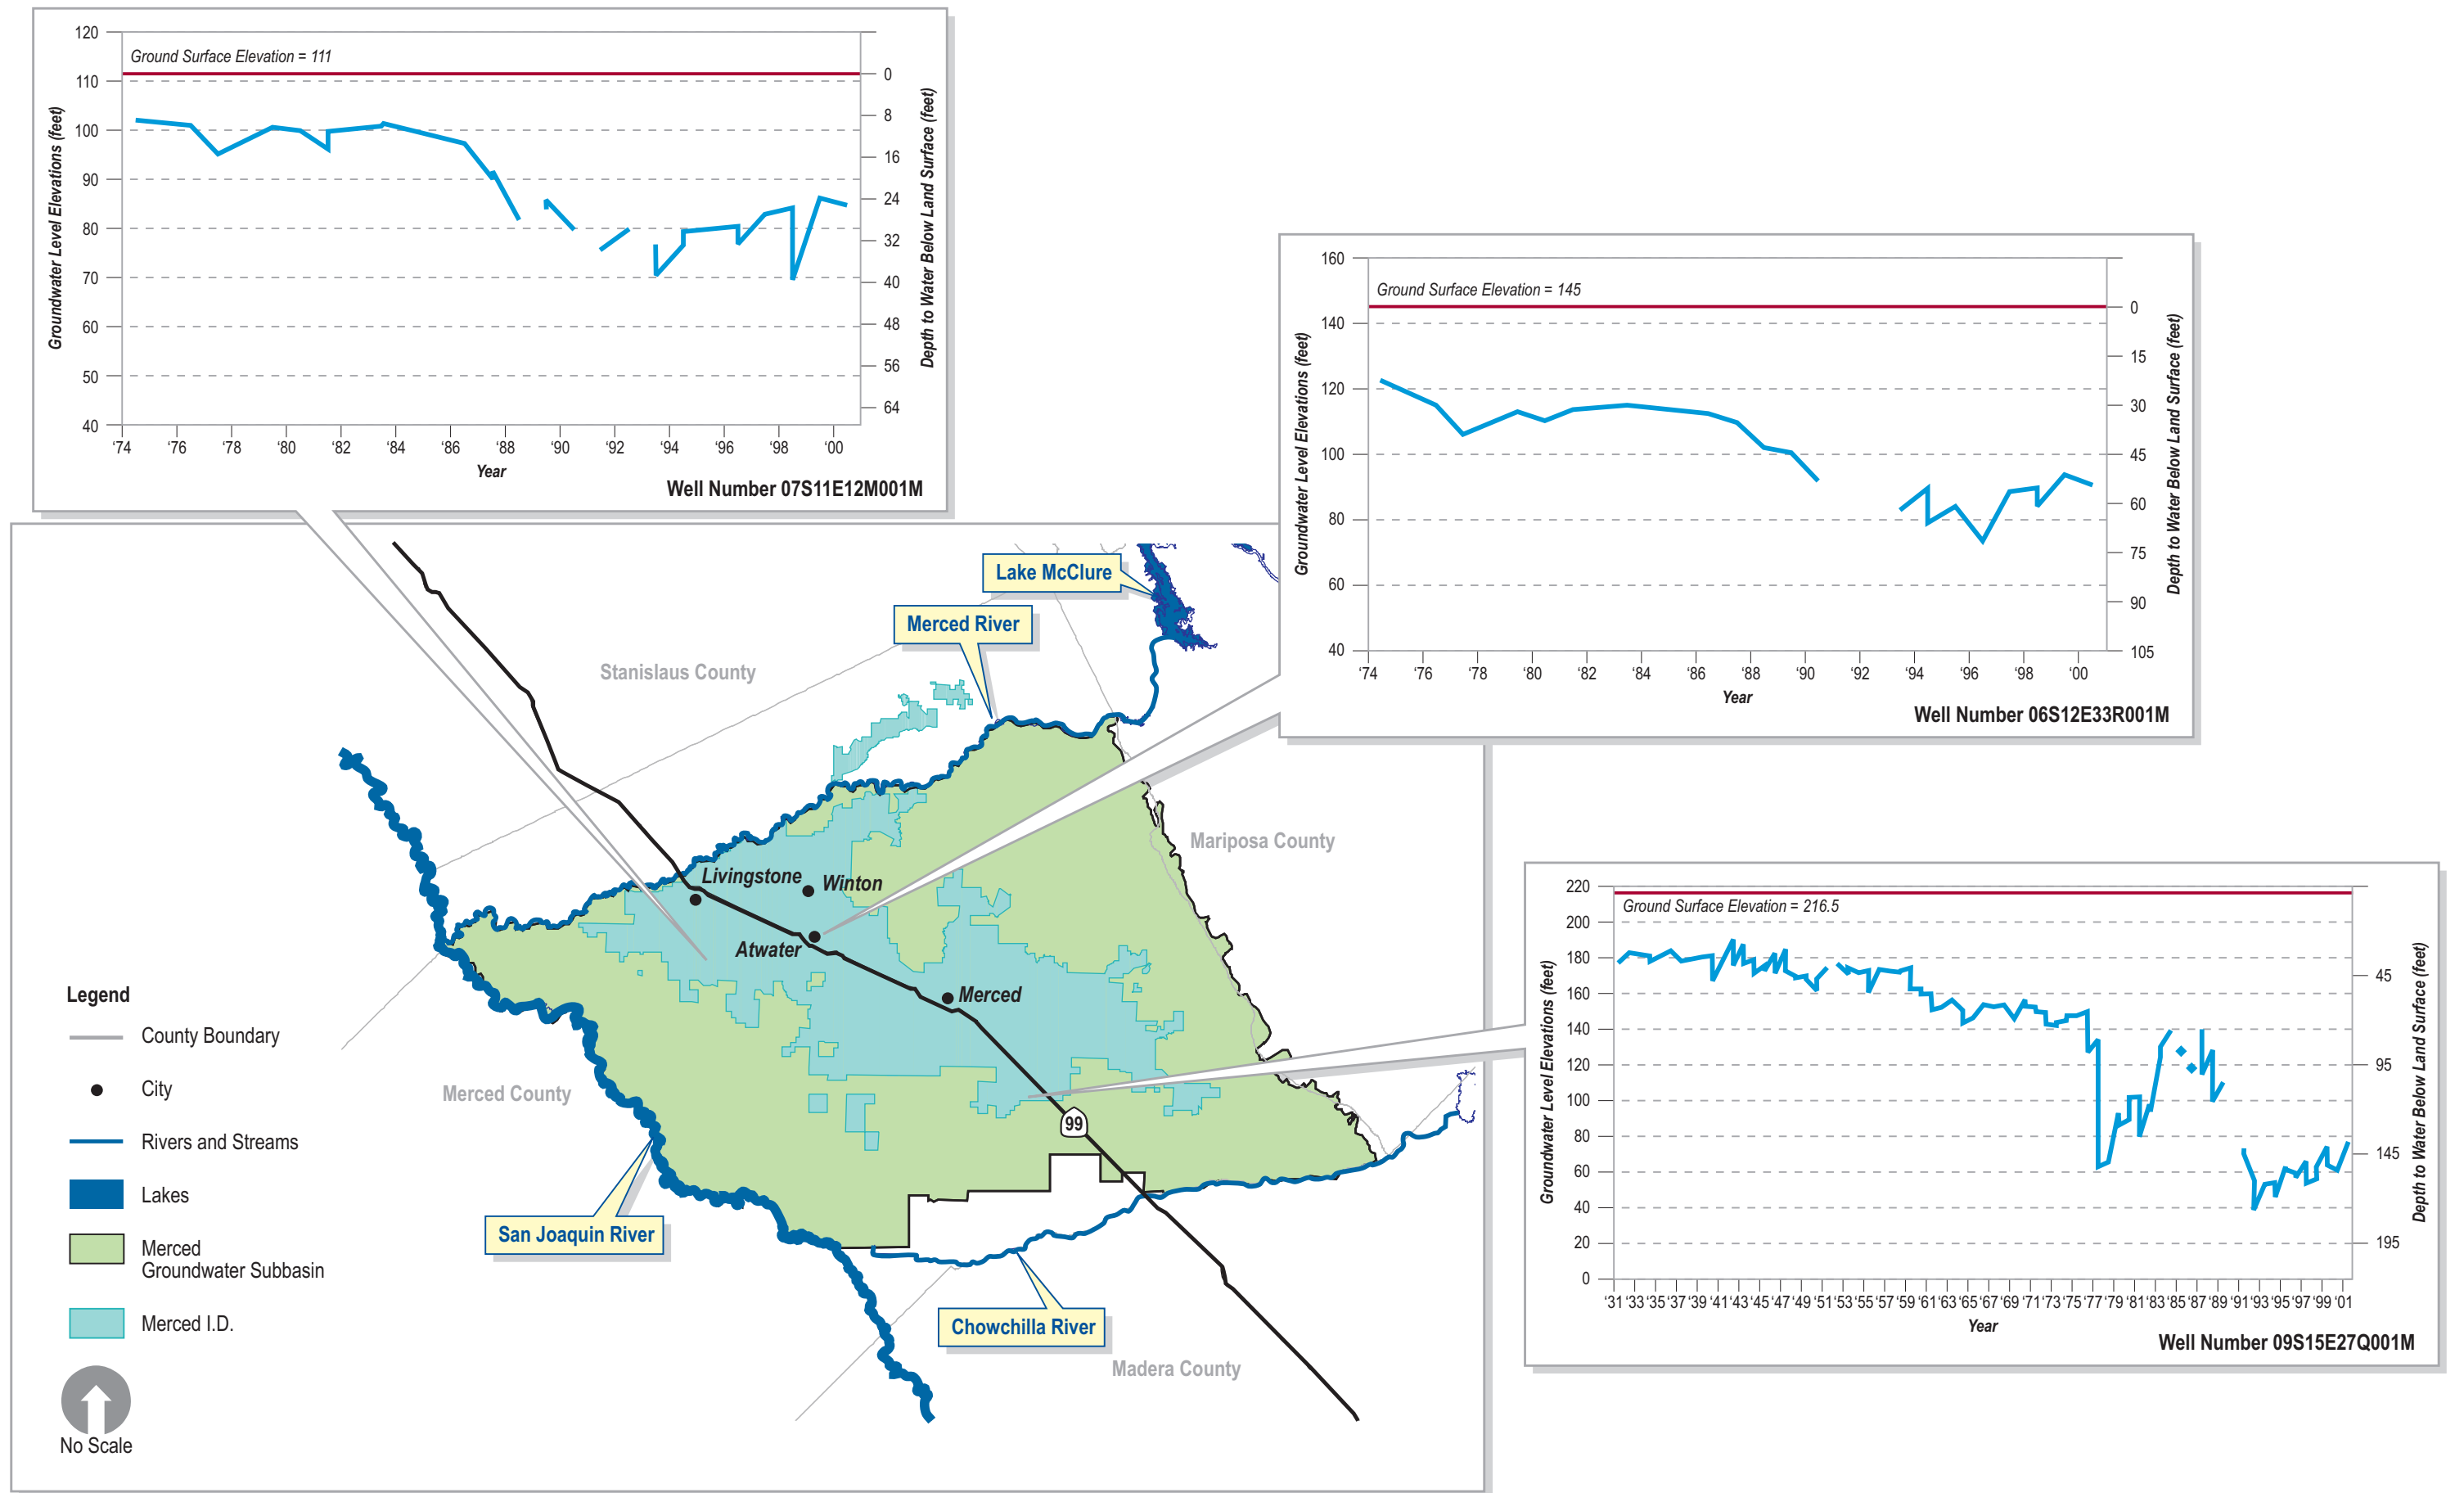 120
110
100
90
80
70
60
50
40
Groundwater Level Elevations (feet)
Ground Surface Elevation = 111
0
8
16
24
32
40
48
56
64
Depth to Water Below Land Surface (feet)
‘74 ‘76 ‘78 ‘80 ‘82 ‘84 ‘86 ‘88 ‘90 ‘92 ‘94 ‘96 ‘98 ‘00
Year
Well Number 07S11E12M001M
160
140
120
100
80
60
40
Groundwater Level Elevations (feet)
Ground Surface Elevation = 145
0
15
30
45
60
75
90
105
Depth to Water Below Land Surface (feet)
‘74 ‘76 ‘78 ‘80 ‘82 ‘84 ‘86 ‘88 ‘90 ‘92 ‘94 ‘96 ‘98 ‘00
Year
Well Number 06S12E33R001M
Lake McClure
Merced River
Stanislaus County
Mariposa County
Livingstone
Winton
Atwater
Merced
Merced County
99
San Joaquin River
Chowchilla River
Madera County
Legend
County Boundary
City
Rivers and Streams
Lakes
Merced
Groundwater Subbasin
Merced I.D.
No Scale
220
200
180
160
140
120
100
80
60
40
20
0
Groundwater Level Elevations (feet)
Ground Surface Elevation = 216.5
45
95
145
195
Depth to Water Below Land Surface (feet)
‘31 ‘33 ‘35 ‘37 ‘39 ‘41 ‘43 ‘45 ‘47 ‘49 ‘51 ‘53 ‘55 ‘57 ‘59 ‘61 ‘63 ‘65 ‘67 ‘69 ‘71 ‘73 ‘75 ‘77 ‘79 ‘81 ‘83 ‘85 ‘87 ‘89 ‘91 ‘93 ‘95 ‘97 ‘99 ‘01
Year
Well Number 09S15E27Q001M